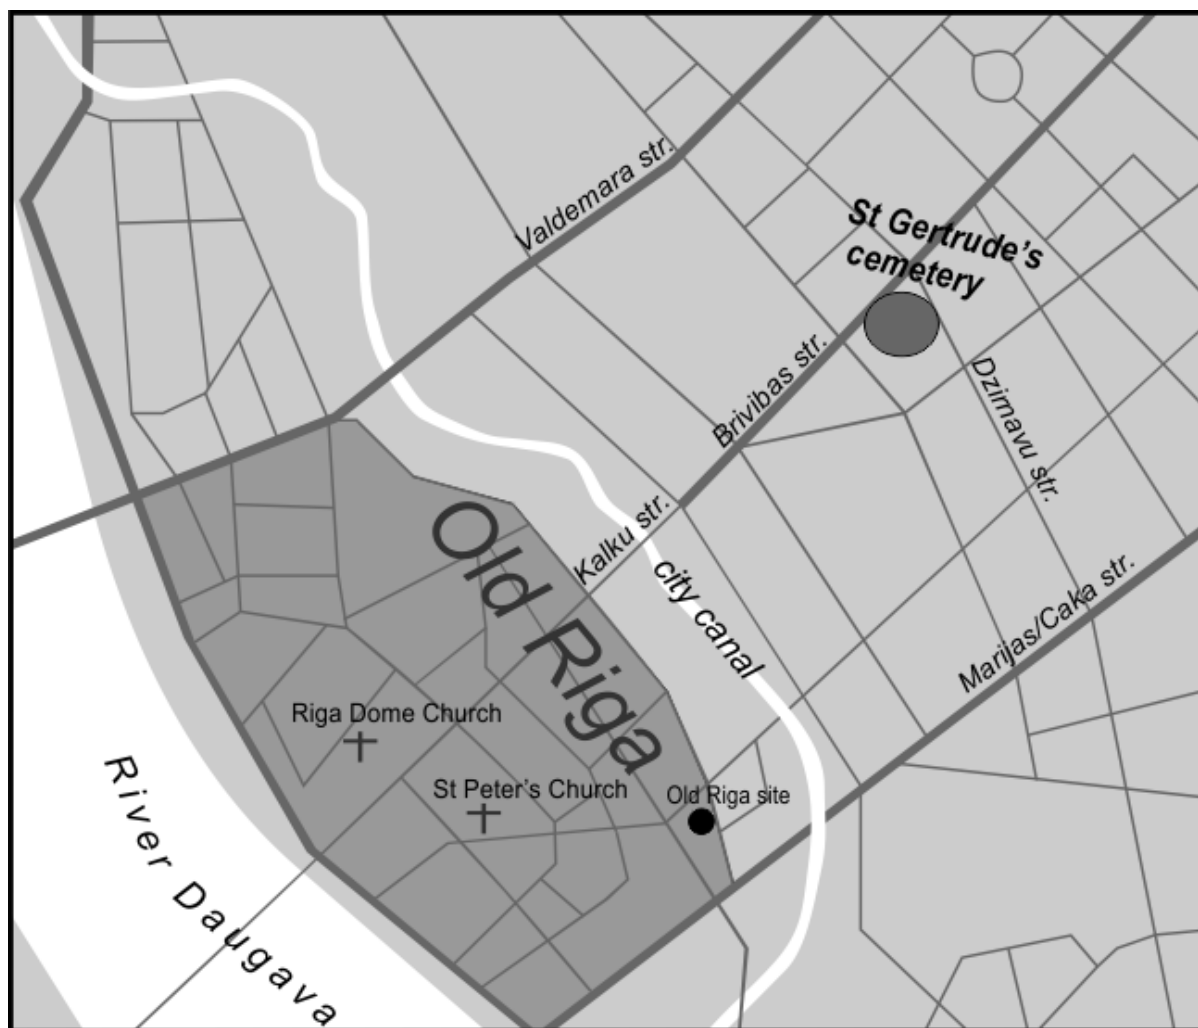 Valdemara str.
St Gertrude's
cemetery
Brivibas str.
Dzirnavu str.
Old Riga
Kalku str.
city canal
Marijas/Caka str.
Riga Dome Church
St Peter's Church
Old Riga site
River Daugava